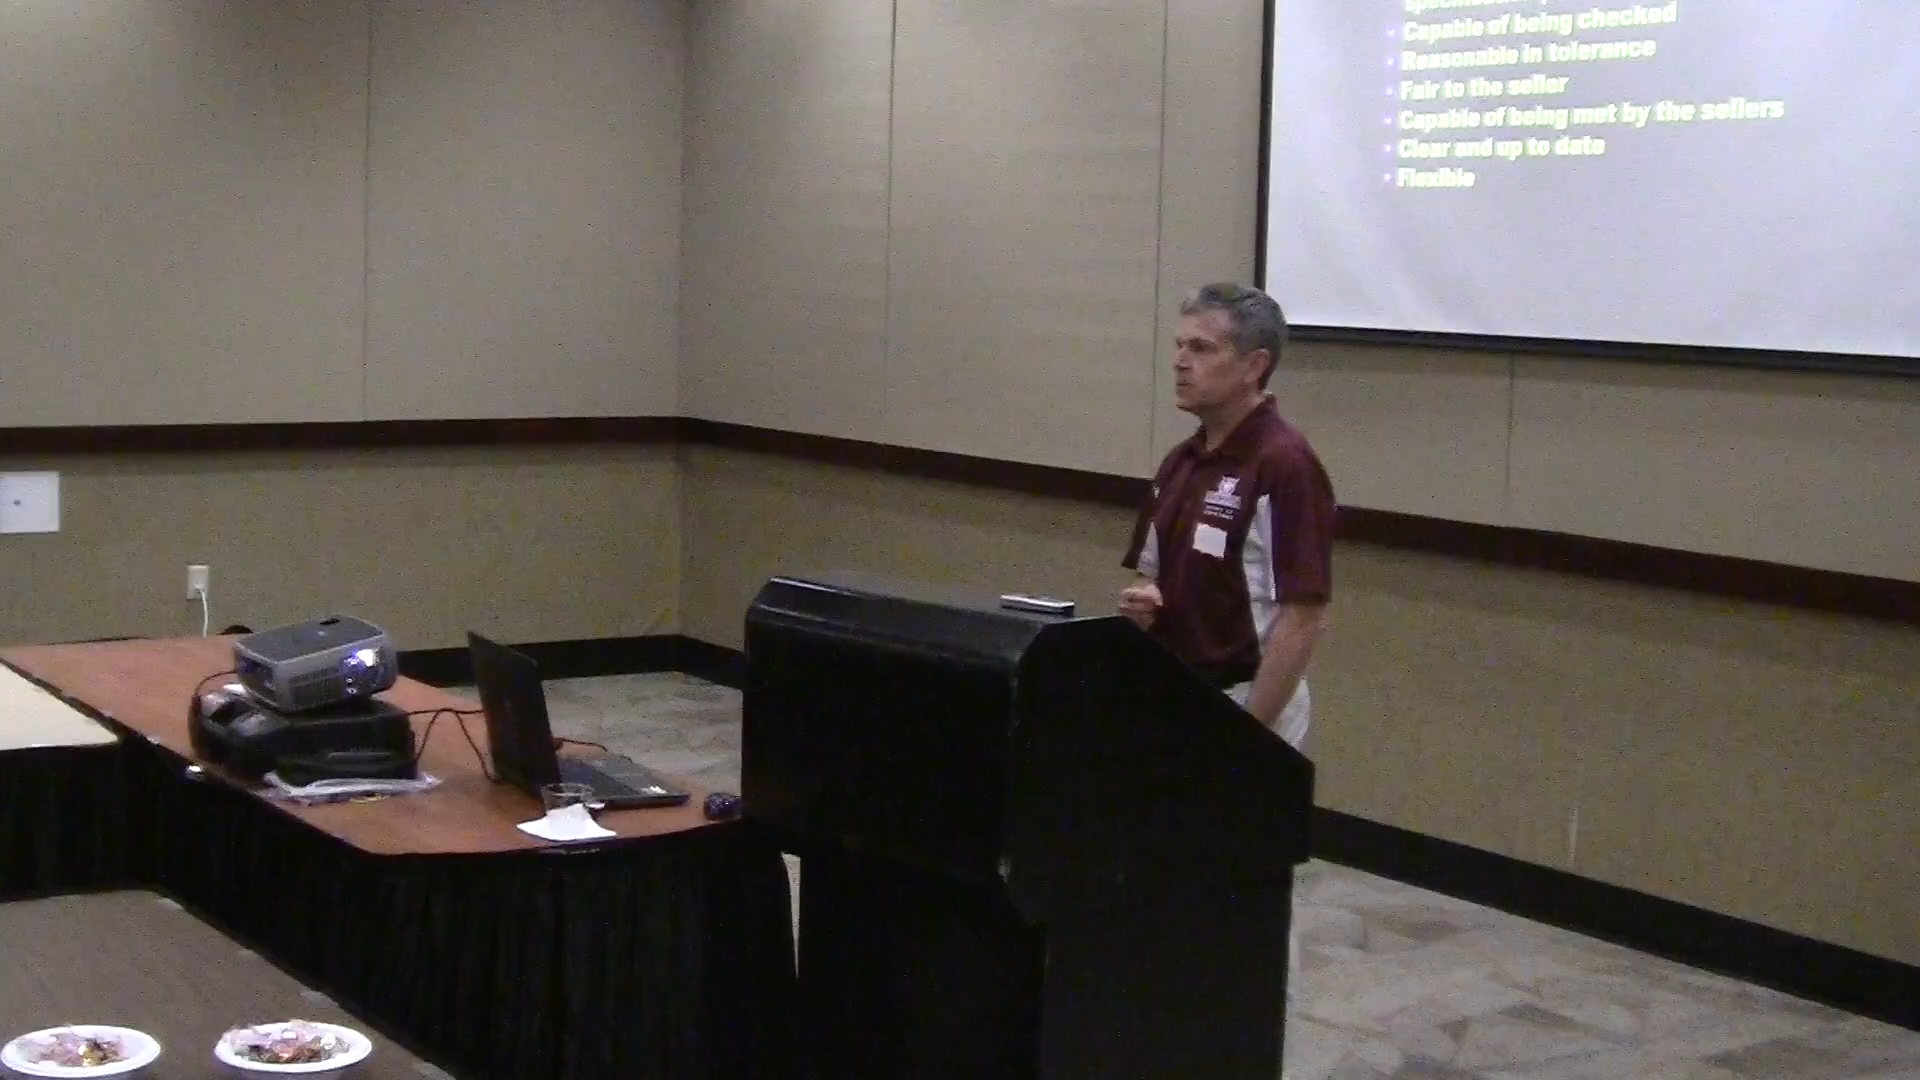 Capable of being checked
Reasonable in tolerance
Fair to the seller
Capable of being met by the sellers
Clear and up to date
Flexible